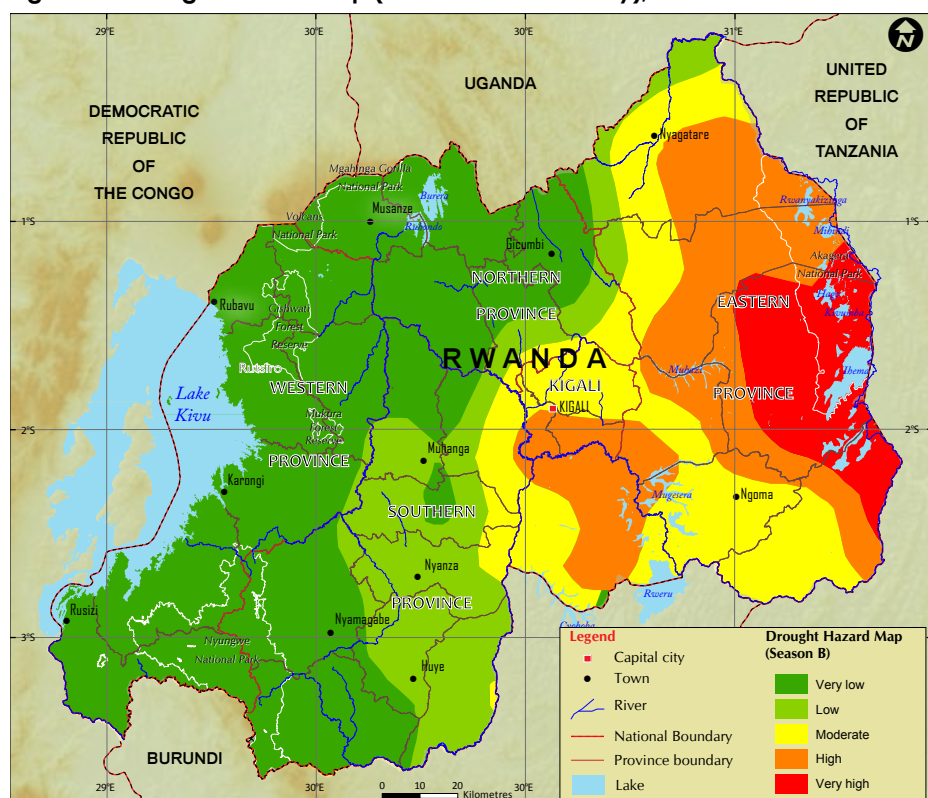 29°E
30°E
31°E
N
UGANDA
UNITED
REPUBLIC
OF
TANZANIA
DEMOCRATIC
REPUBLIC
OF
THE CONGO
Nyagatare
Mgahinga Gorilla
National Park
Burera
Musanze
Ruhondo
Volcans
National Park
1°S
1°S
Rwanyakizinga
Mihindi
Gicumbi
Akagera
National Park
NORTHERN
PROVINCE
EASTERN
PROVINCE
Hago
Kivumba
Rubavu
Gishwati
Forest
Reserve
RWANDA
Rutsiro
WESTERN
PROVINCE
Muhazi
Ihema
KIGALI
KIGALI
Lake
Kivu
Mukura
Forest
Reserve
2°S
2°S
Muhanga
Karongi
Mugesera
Ngoma
SOUTHERN
PROVINCE
Nyanza
Rweru
Cyohoha
Rusizi
Nyamagabe
3°S
Nyungwe
National Park
Huye
BURUNDI
Legend
Capital city
Town
River
National Boundary
Province boundary
Lake
Drought Hazard Map
(Season B)
Very low
Low
Moderate
High
Very high
29°E
30°E
0
10
20
Kilometres